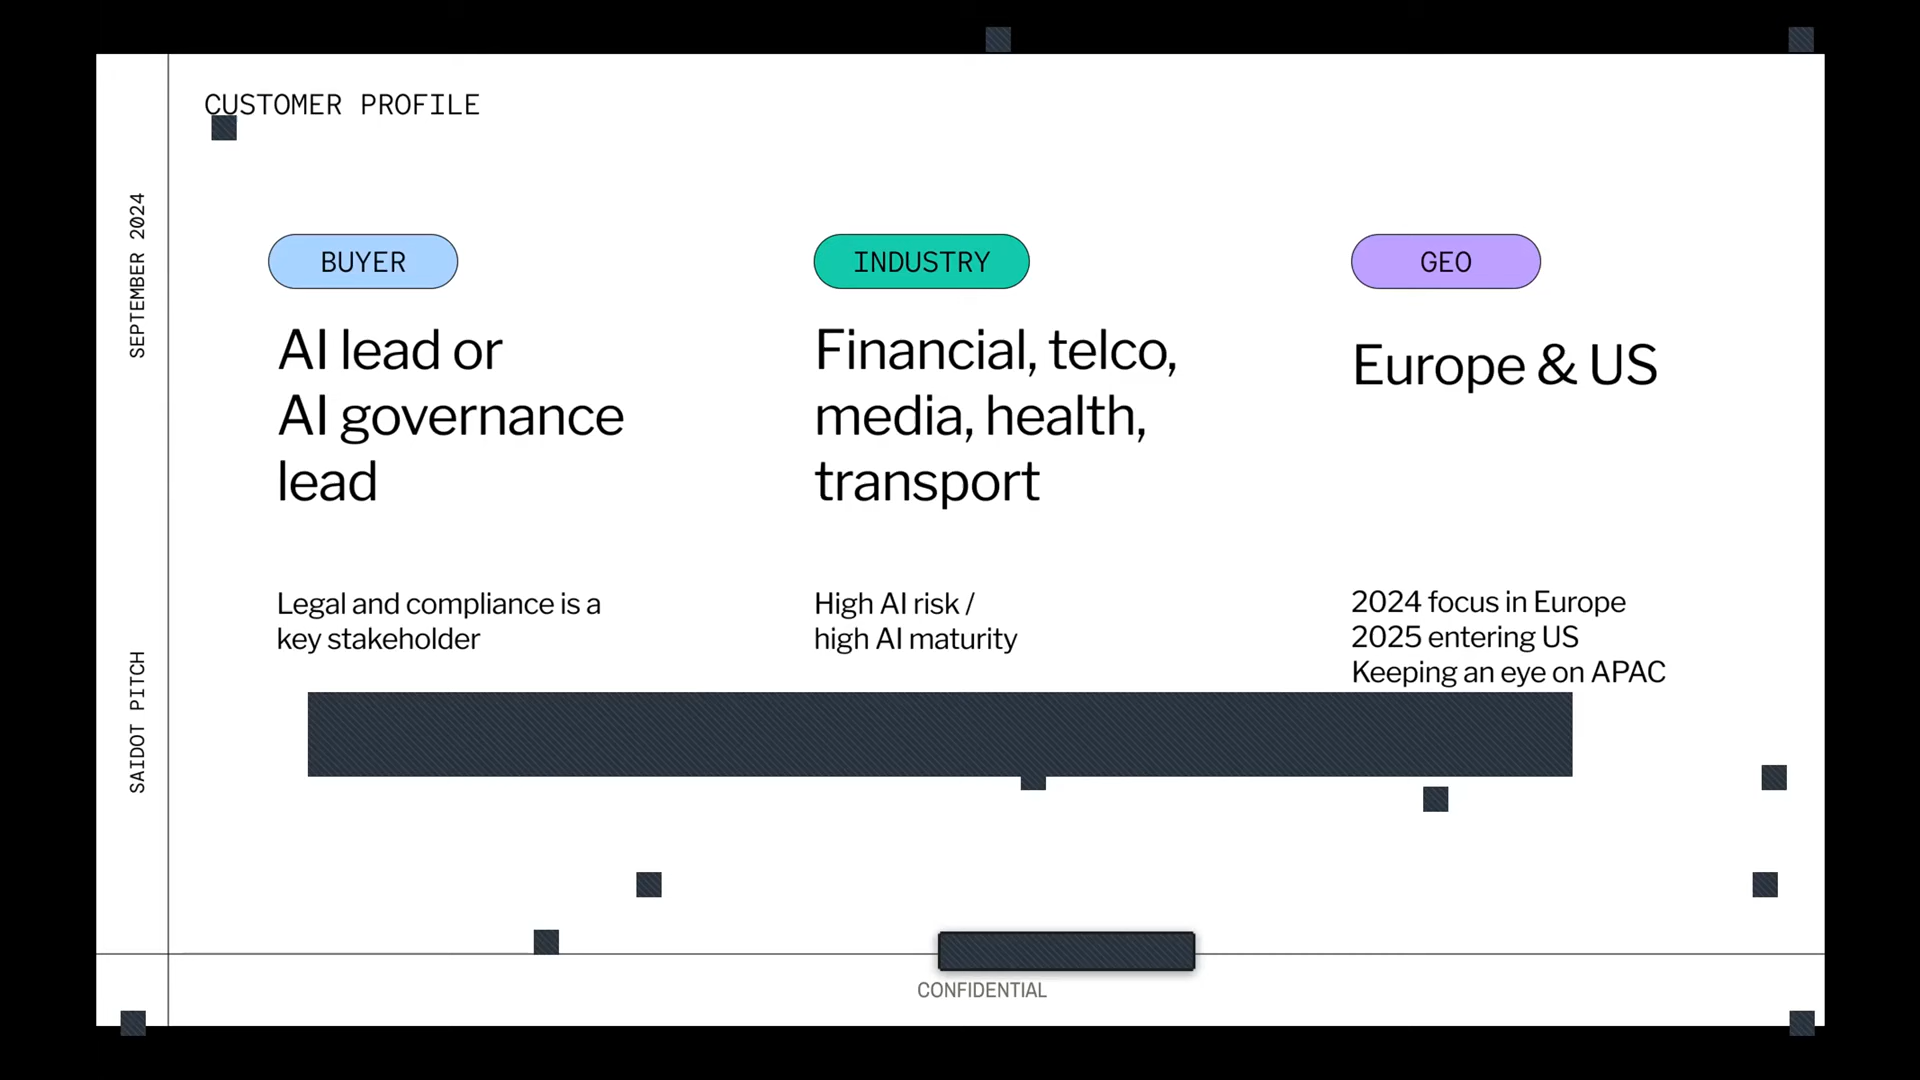 CUSTOMER PROFILE
SEPTEMBER 2024
SAIDOT PITCH
BUYER
AI lead or
AI governance
lead
Legal and compliance is a
key stakeholder
INDUSTRY
Financial, telco,
media, health,
transport
High AI risk /
high AI maturity
GEO
Europe & US
2024 focus in Europe
2025 entering US
Keeping an eye on APAC
CONFIDENTIAL